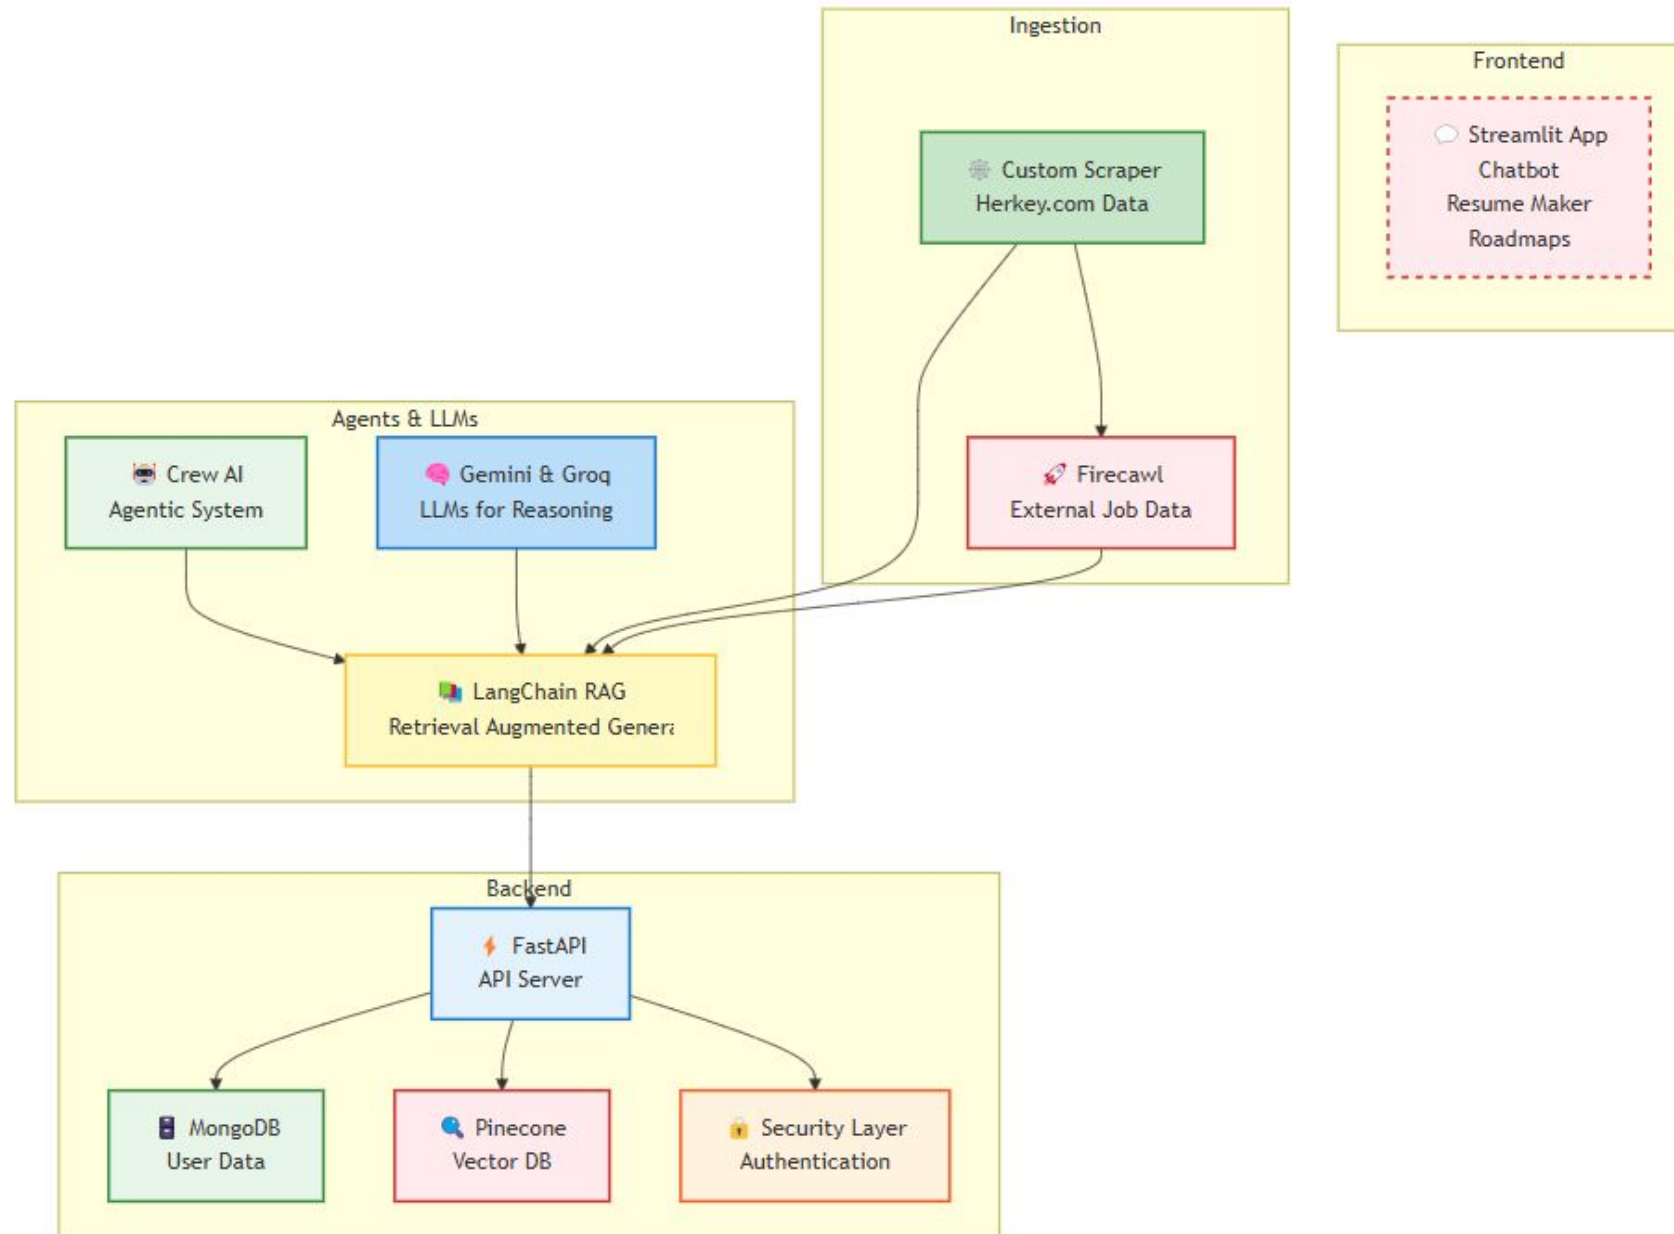 Ingestion
Custom Scraper
Herkey.com Data
Firecawl
External Job Data
Frontend
Streamlit App
Chatbot
Resume Maker
Roadmaps
Agents & LLMs
Crew AI
Agentic System
Gemini & Groq
LLMs for Reasoning
LangChain RAG
Retrieval Augmented Genera
Backend
FastAPI
API Server
MongoDB
User Data
Pinecone
Vector DB
Security Layer
Authentication